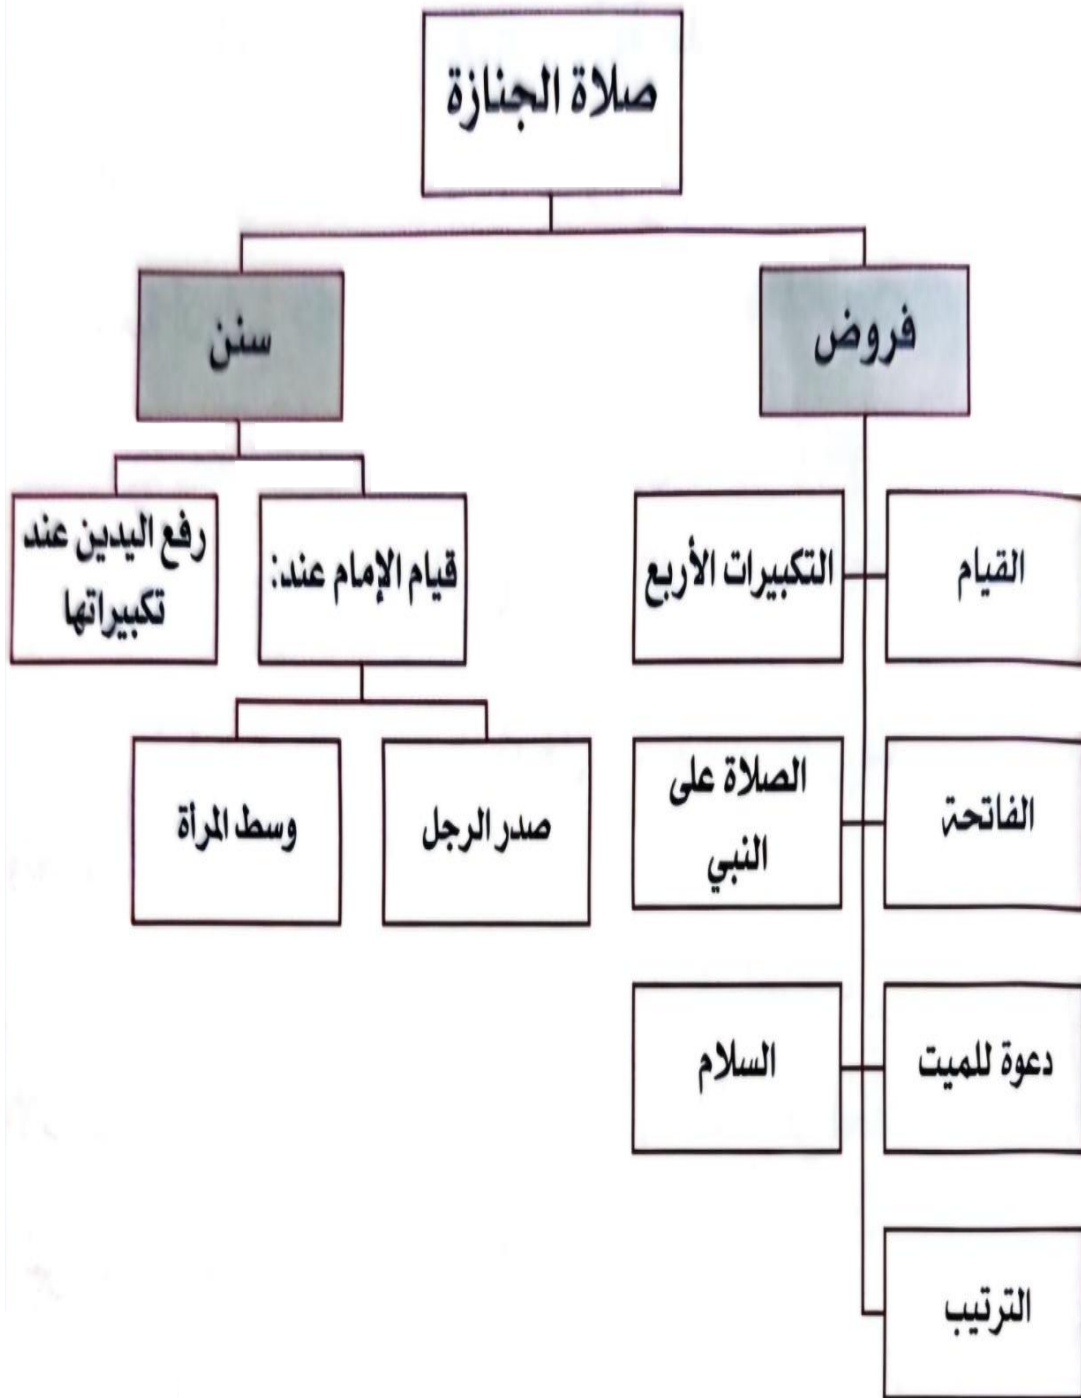 صلاة الجنازة
فروض
سنن
القيام
التكبيرات الأربع
قيام الإمام عند:
رفع اليدين عند
تكبيراتها
الفاتحة
الصلاة على
النبي
صدر الرجل
وسط المرأة
دعوة للميت
السلام
الترتيب